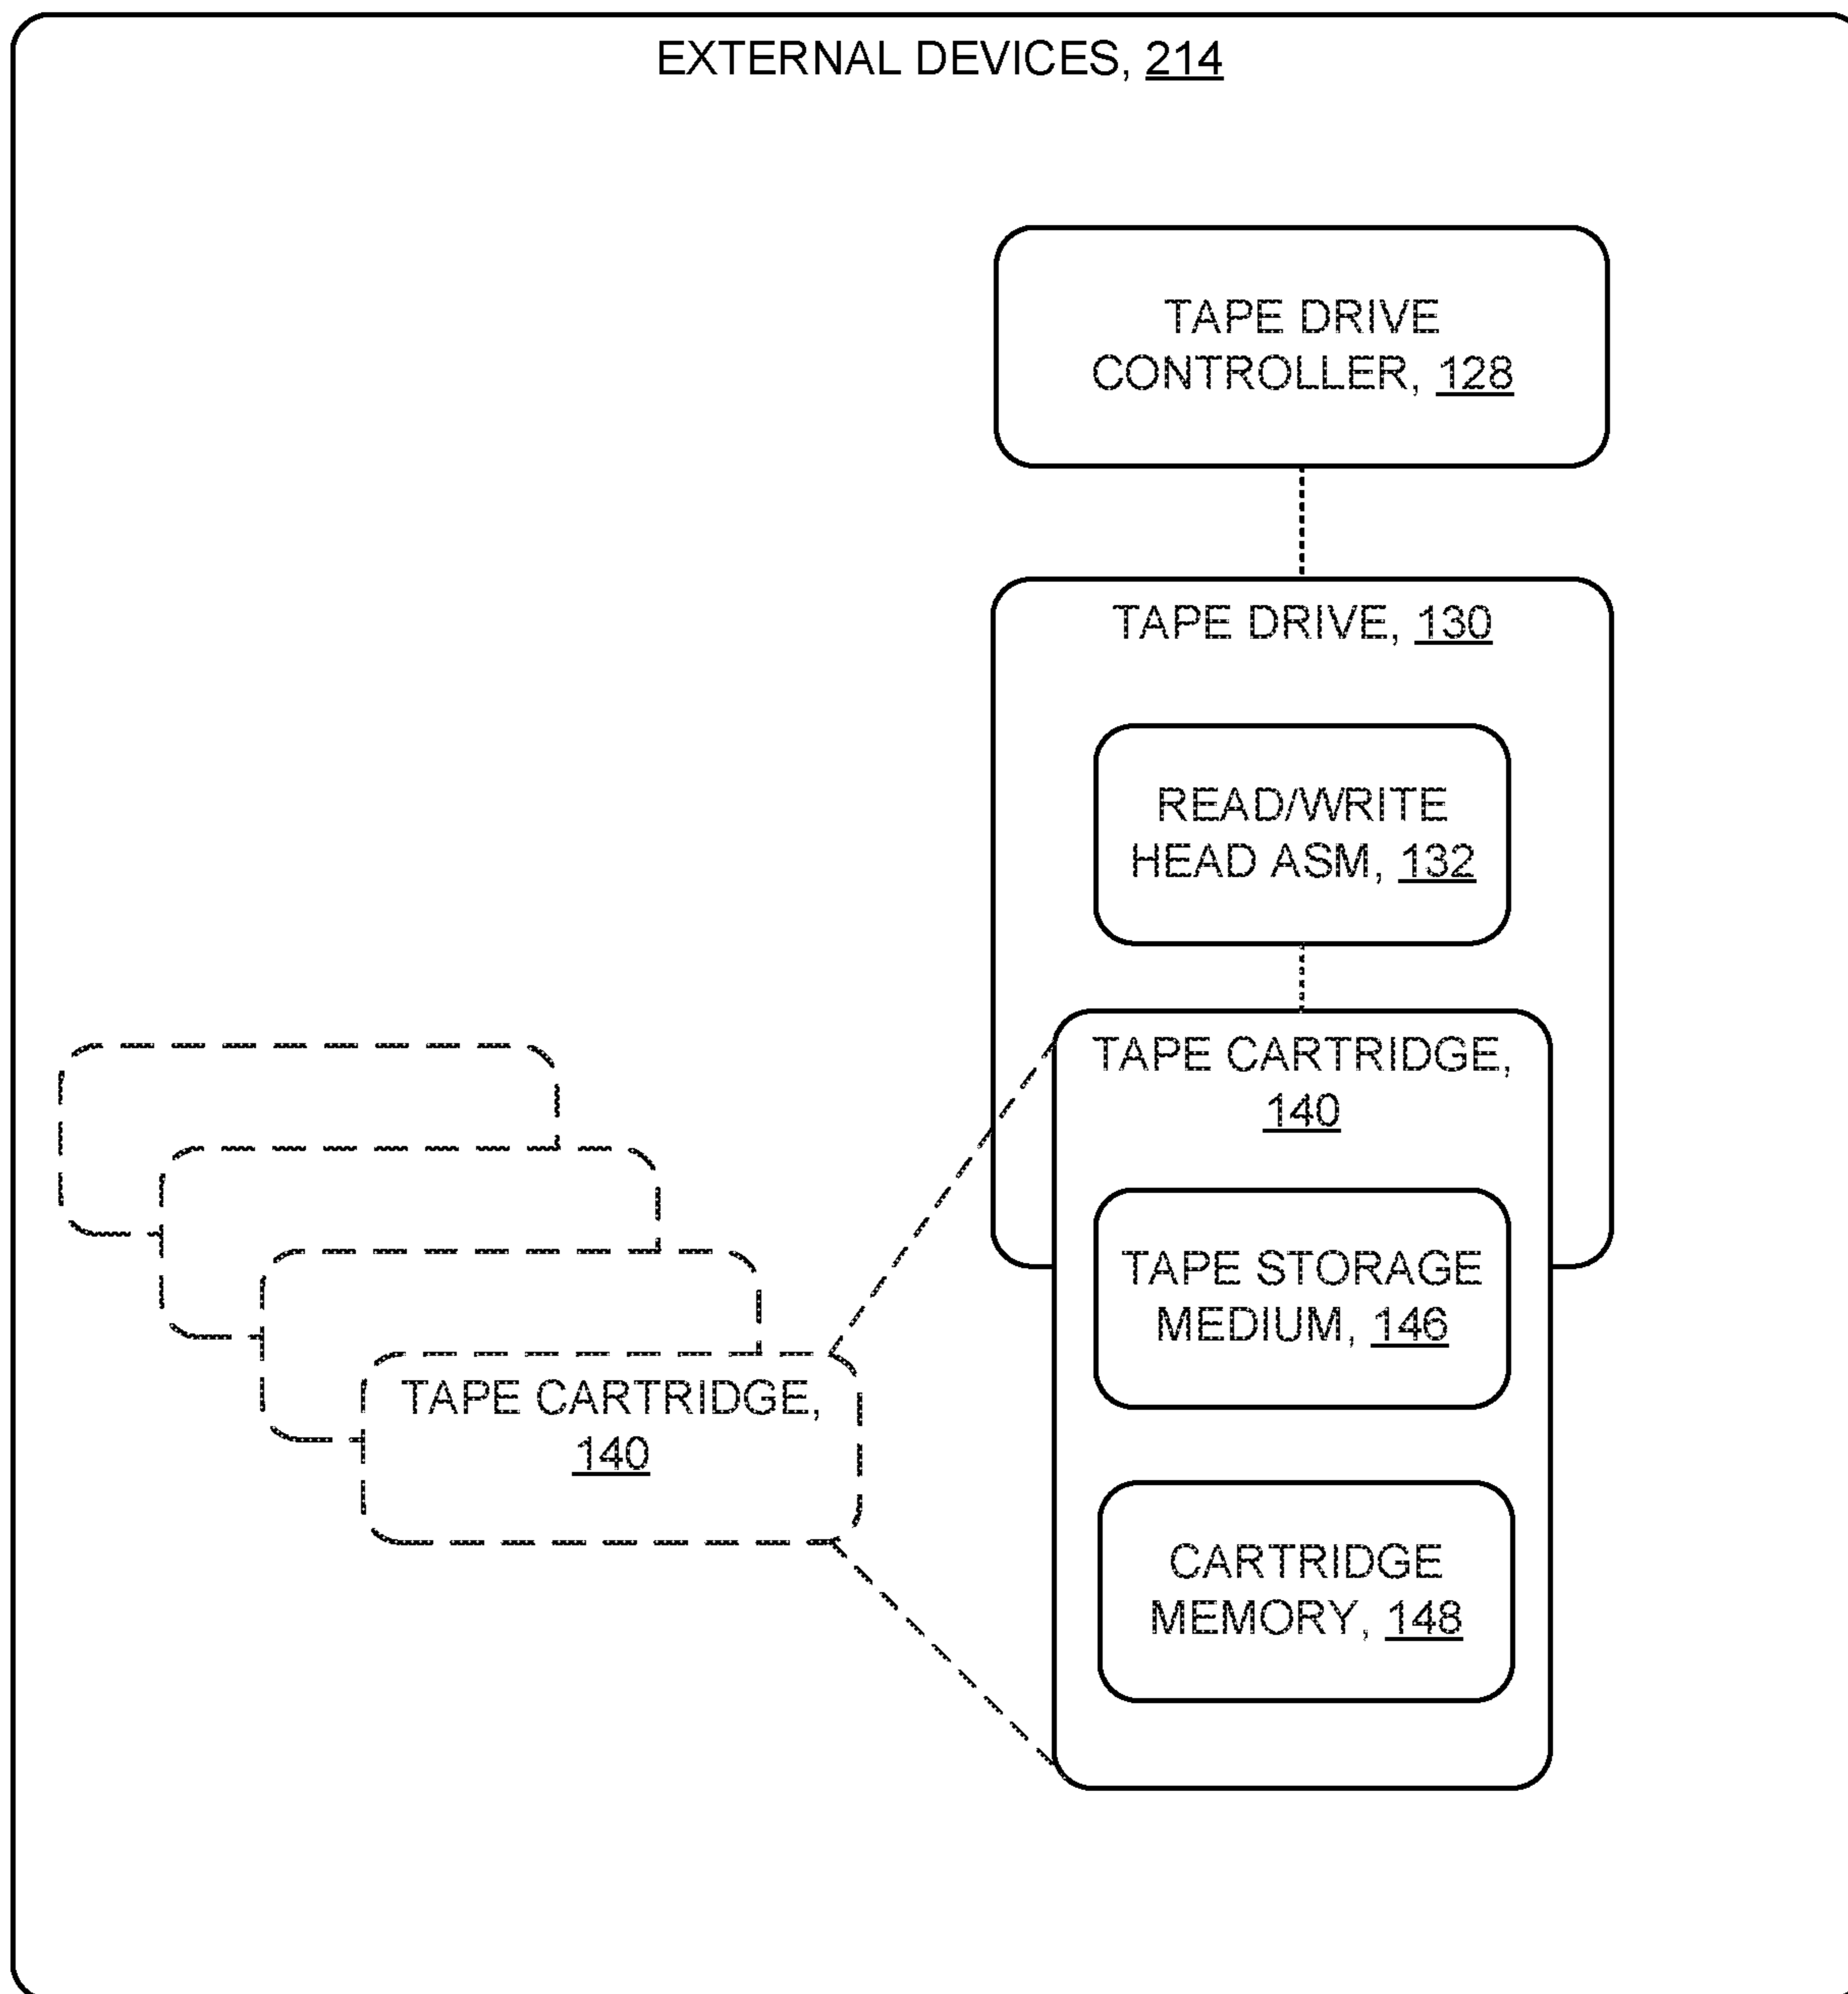 EXTERNAL DEVICES, 214
TAPE DRIVE
CONTROLLER, 128
TAPE DRIVE, 130
READ/WRITE
HEAD ASM, 132
TAPE CARTRIDGE,
140
TAPE STORAGE
MEDIUM, 146
CARTRIDGE
MEMORY, 148
TAPE CARTRIDGE,
140